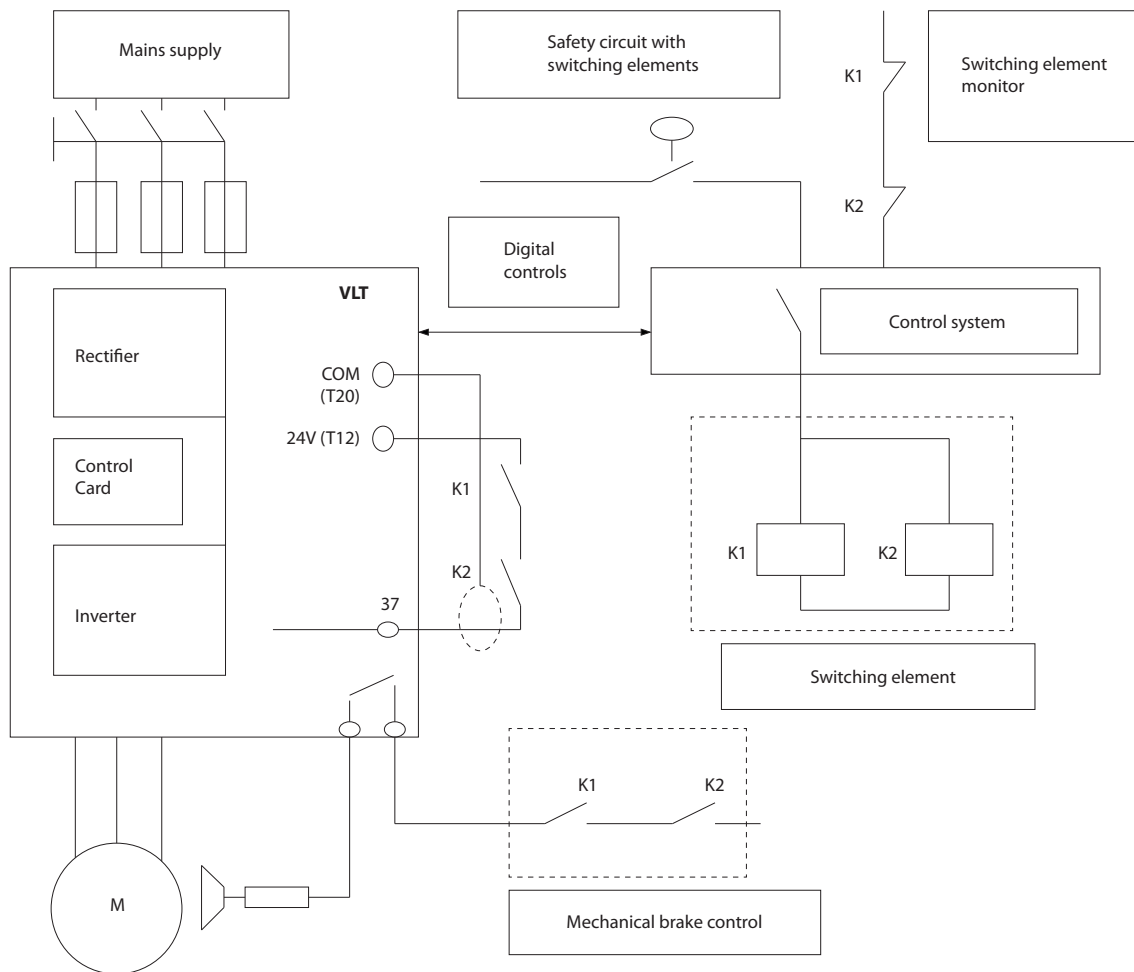 Mains supply
Safety circuit with
switching elements
K1
Switching element
monitor
K2
Digital
controls
VLT
Rectifier
Control system
COM
(T20)
24V (T12)
Control
Card
K1
K1
K2
K2
Inverter
37
Switching element
K1
K2
M
Mechanical brake control